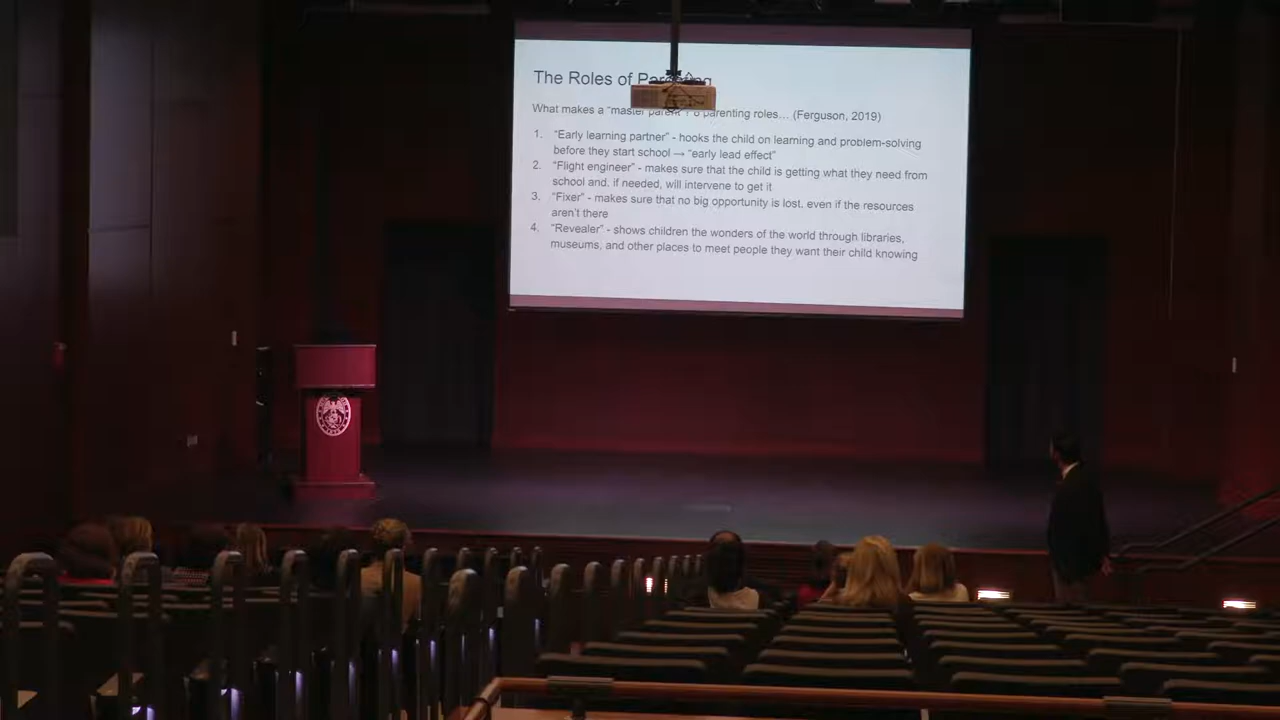 The Roles of Parenting
What makes a “master parent”? 8 parenting roles… (Ferguson, 2019)
1. “Early learning partner” - hooks the child on learning and problem-solving
before they start school → “early lead effect”
2. “Flight engineer” - makes sure that the child is getting what they need from
school and, if needed, will intervene to get it
3. “Fixer” - makes sure that no big opportunity is lost, even if the resources
aren’t there
4. “Revealer” - shows children the wonders of the world through libraries,
museums, and other places to meet people they want their child knowing